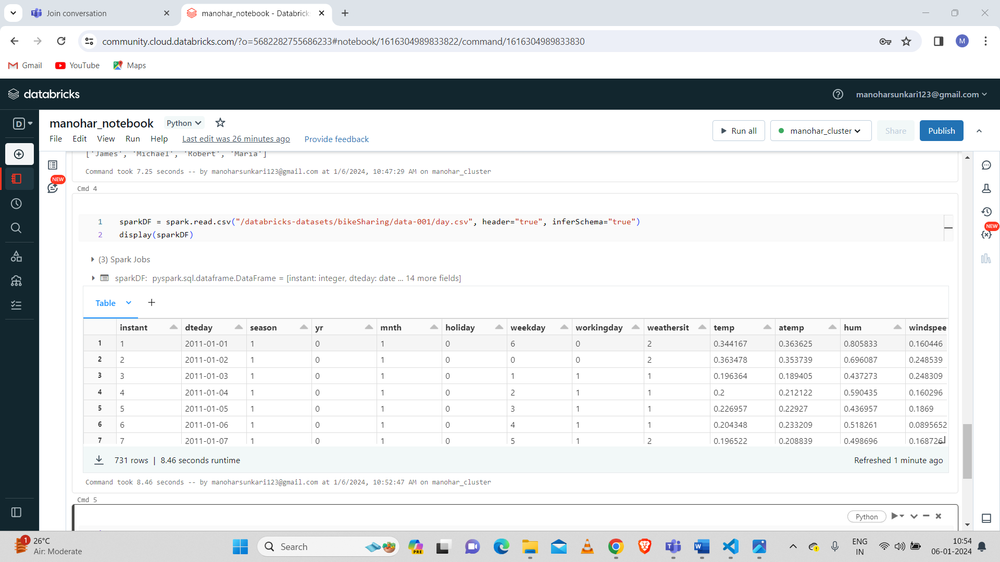 Join conversation
manohar_notebook - Databricks
community.cloud.databricks.com/?o=5682282755686233#notebook/1616304989833822/command/1616304989833830
M
Gmail YouTube Maps
databricks
manoharsunkari123@gmail.com
D
manohar_notebook Python
File Edit View Run Help Last edit was 26 minutes ago Provide feedback
Run all manohar_cluster Share Publish
['James', 'Michael', 'Robert', 'Maria']
Command took 7.25 seconds -- by manoharsunkari123@gmail.com at 1/6/2024, 10:47:29 AM on manohar_cluster
NEW
NEW
Cmd 4
1 sparkDF = spark.read.csv("/databricks-datasets/bikeSharing/data-001/day.csv", header="true", inferSchema="true")
2 display(sparkDF)
(3) Spark Jobs
sparkDF: pyspark.sql.dataframe.DataFrame = [instant: integer, dteday: date ... 14 more fields]
Table +
instant dteday season yr mnth holiday weekday workingday weathersit temp atemp hum windspee
1 1 2011-01-01 1 0 1 0 6 0 2 0.344167 0.363625 0.805833 0.160446
2 2 2011-01-02 1 0 1 0 0 0 2 0.363478 0.353739 0.696087 0.248539
3 3 2011-01-03 1 0 1 0 1 1 1 0.196364 0.189405 0.437273 0.248309
4 4 2011-01-04 1 0 1 0 2 1 1 0.2 0.212122 0.590435 0.160296
5 5 2011-01-05 1 0 1 0 3 1 1 0.226957 0.22927 0.436957 0.1869
6 6 2011-01-06 1 0 1 0 4 1 1 0.204348 0.233209 0.518261 0.0895652
7 7 2011-01-07 1 0 1 0 5 1 2 0.196522 0.208839 0.498696 0.168726
731 rows | 8.46 seconds runtime
Refreshed 1 minute ago
Command took 8.46 seconds -- by manoharsunkari123@gmail.com at 1/6/2024, 10:52:47 AM on manohar_cluster
Cmd 5
Python
1
26°C
Air: Moderate
Search
PRE
ENG
IN
10:54
06-01-2024